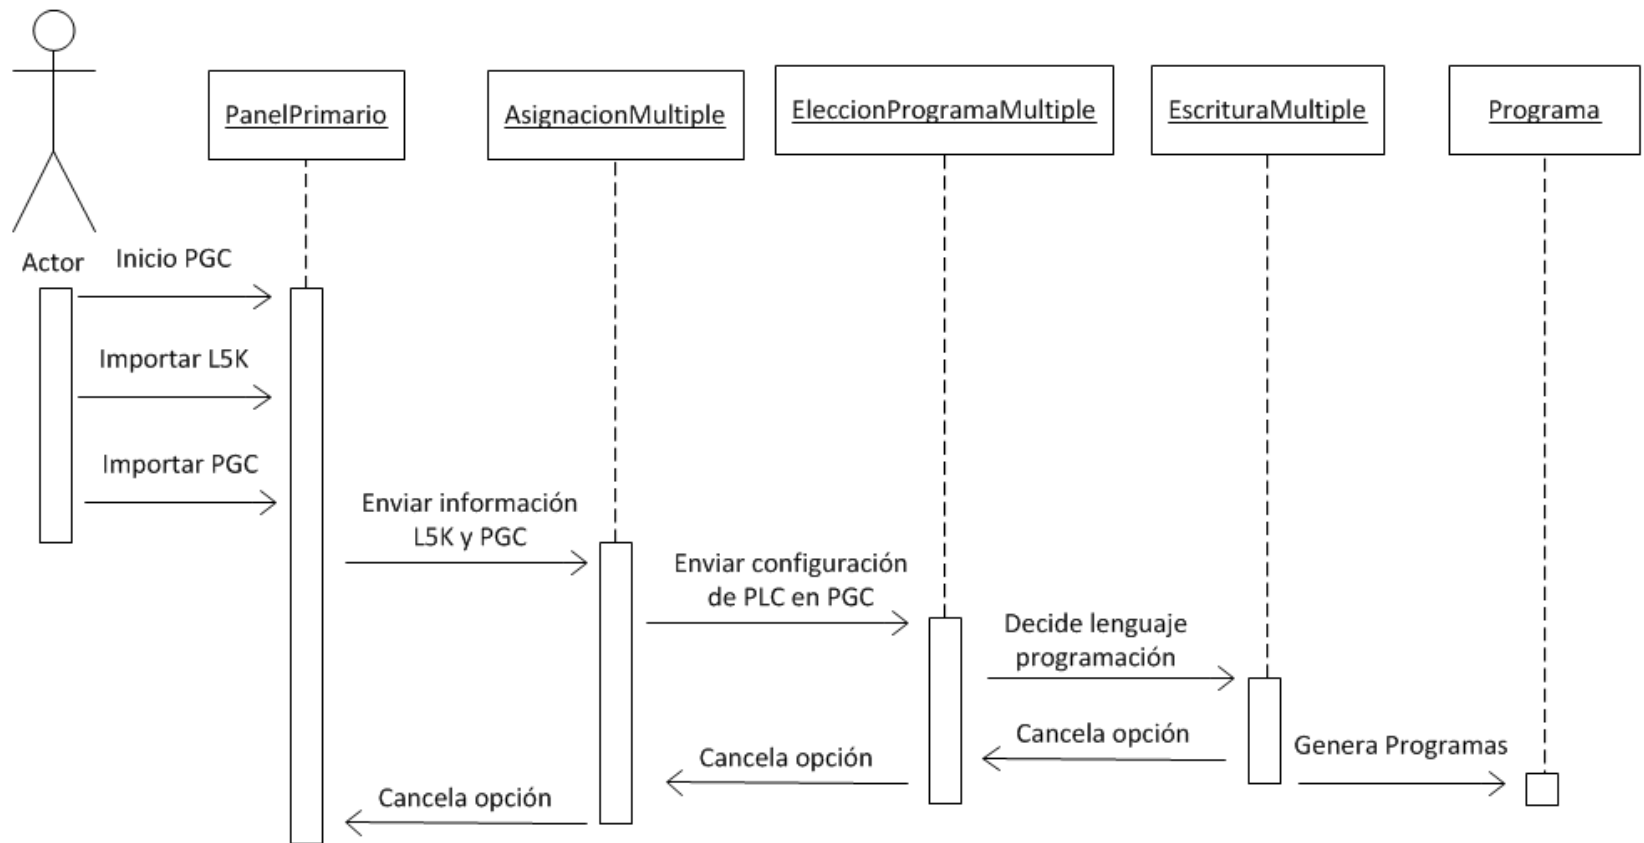 PanelPrimario
AsignacionMultiple
EleccionProgramaMultiple
EscrituraMultiple
Programa
Actor
Inicio PGC
Importar L5K
Importar PGC
Enviar información
L5K y PGC
Enviar configuración
de PLC en PGC
Decide lenguaje
programación
Cancela opción
Genera Programas
Cancela opción
Cancela opción